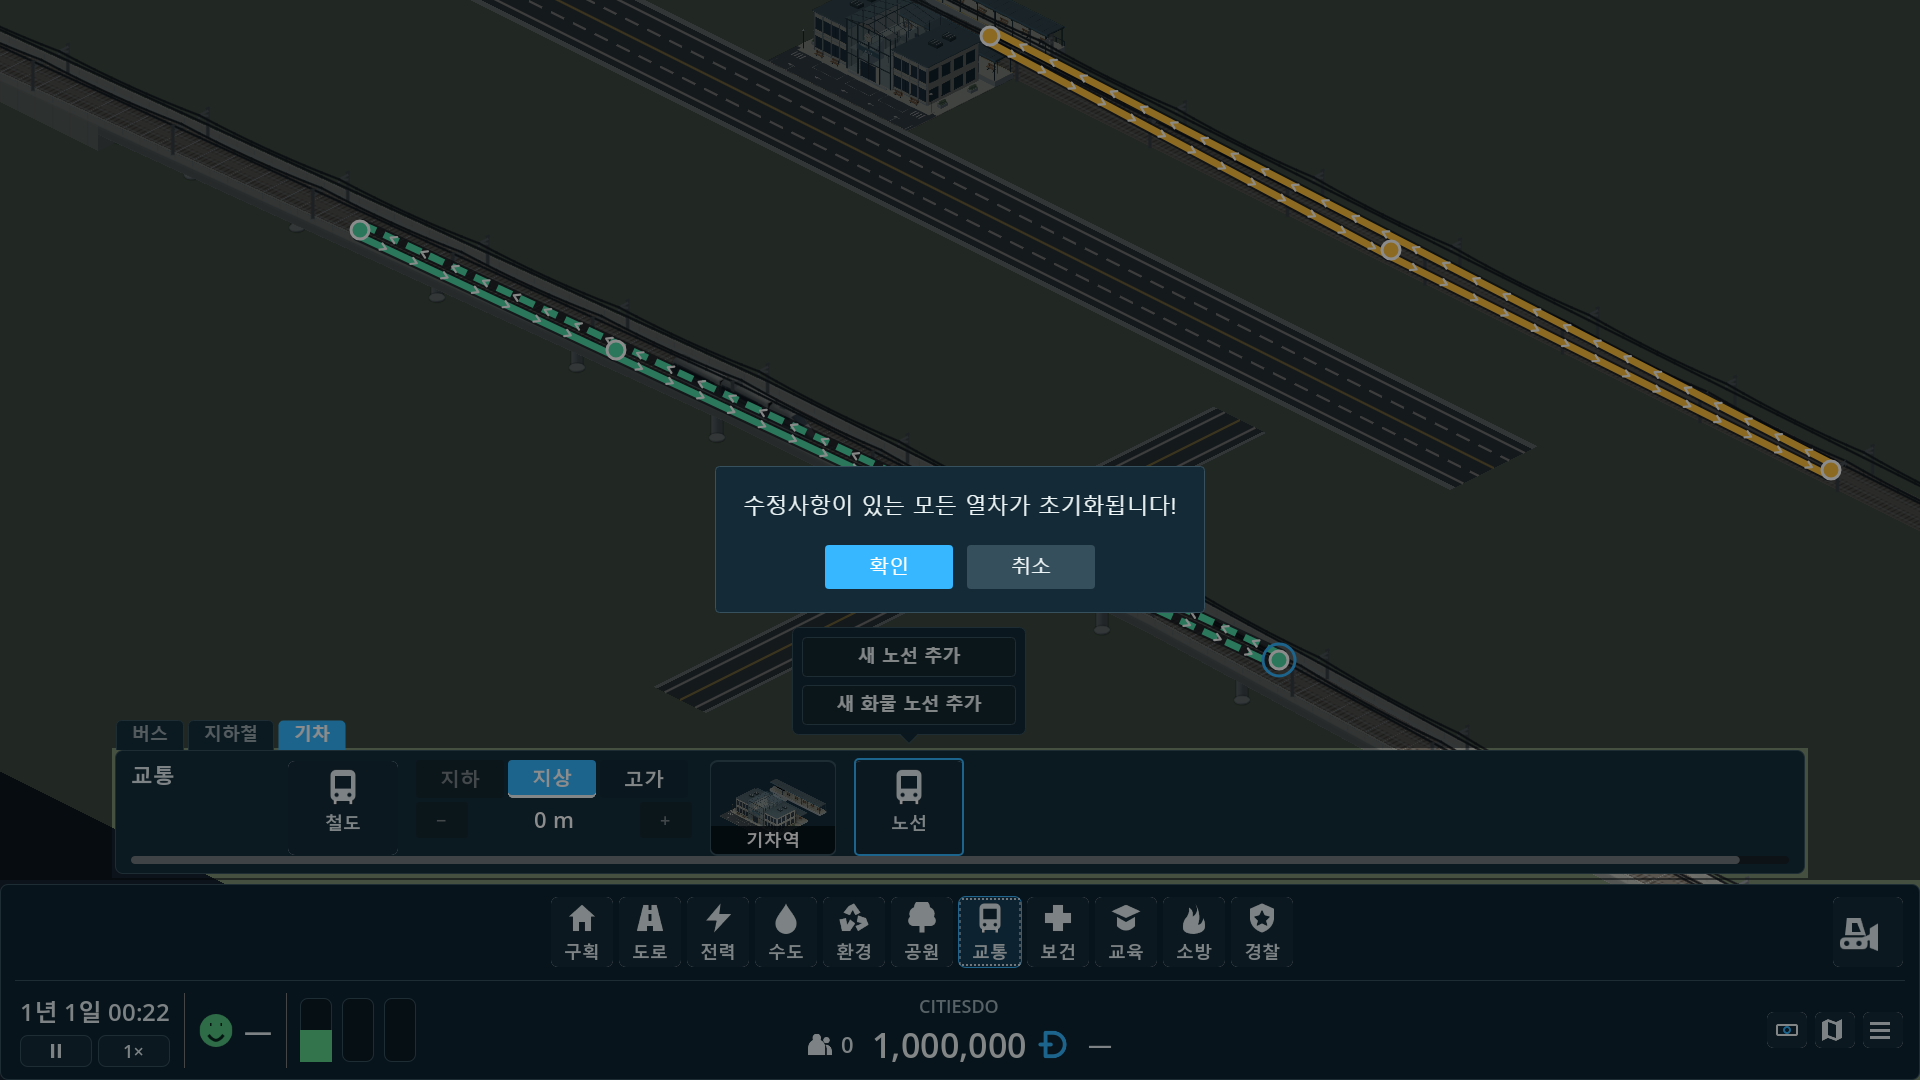 수정사항이 있는 모든 열차가 초기화됩니다!
확인
취소
새 노선 추가
새 화물 노선 추가
버스
지하철
기차
교통
철도
지하
지상
고가
-
0 m
+
기차역
노선
구획
도로
전력
수도
환경
공원
교통
보건
교육
소방
경찰
1년 1일 00:22
1×
CITIESDO
0
1,000,000